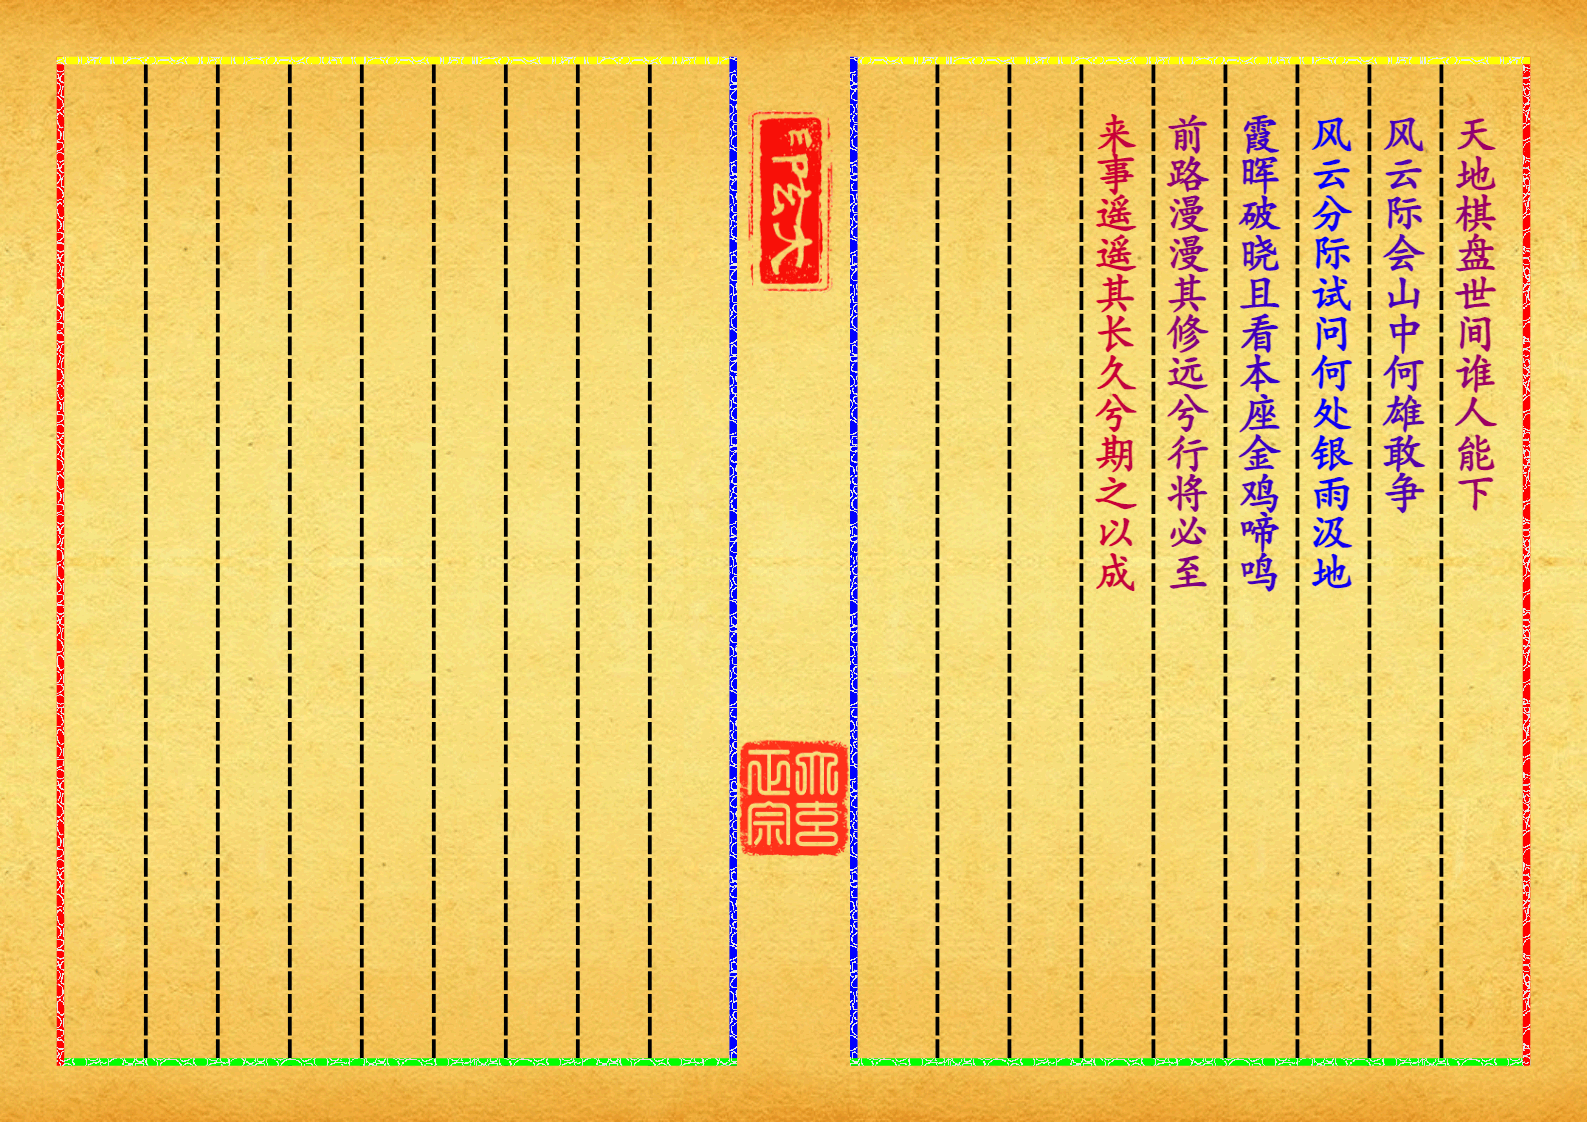 天地棋盘世间谁人能下
风云际会山中何雄敢争
风云分际试问何处银雨汲地
霞晖破晓且看本座金鸡啼鸣
前路漫漫其修远兮行将必至
来事遥遥其长久兮期之以成